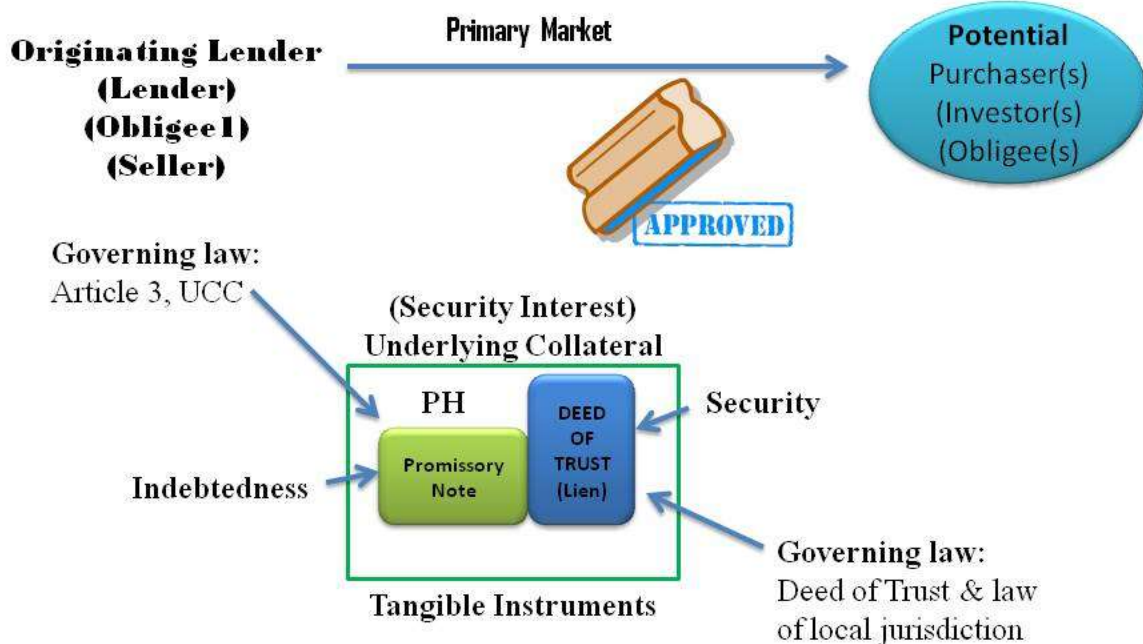 Primary Market
Originating Lender
(Lender)
(Obligee1)
(Seller)
Potential
Purchaser(s)
(Investor(s)
(Obligee(s)
APPROVED
Governing law:
Article 3, UCC
(Security Interest)
Underlying Collateral
PH
DEED
OF
TRUST
(Lien)
Security
Promissory
Note
Indebtedness
Governing law:
Deed of Trust & law
of local jurisdiction
Tangible Instruments